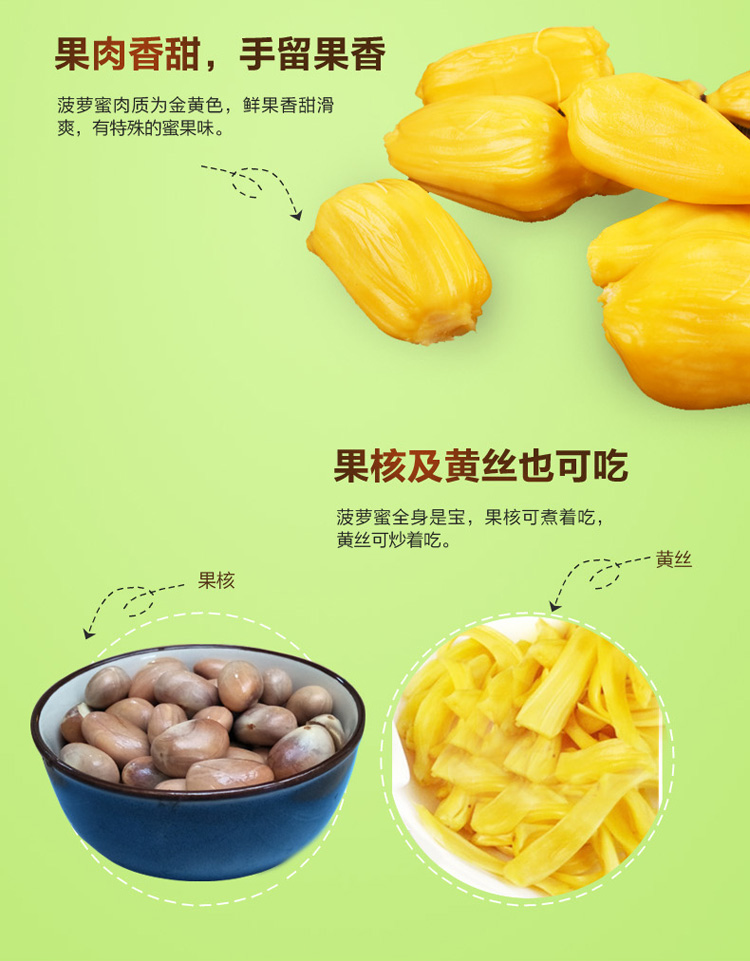 果肉香甜，手留果香
菠萝蜜肉质为金黄色，鲜果香甜滑
爽，有特殊的蜜果味。
果核及黄丝也可吃
菠萝蜜全身是宝，果核可煮着吃，
黄丝可炒着吃。
黄丝
果核